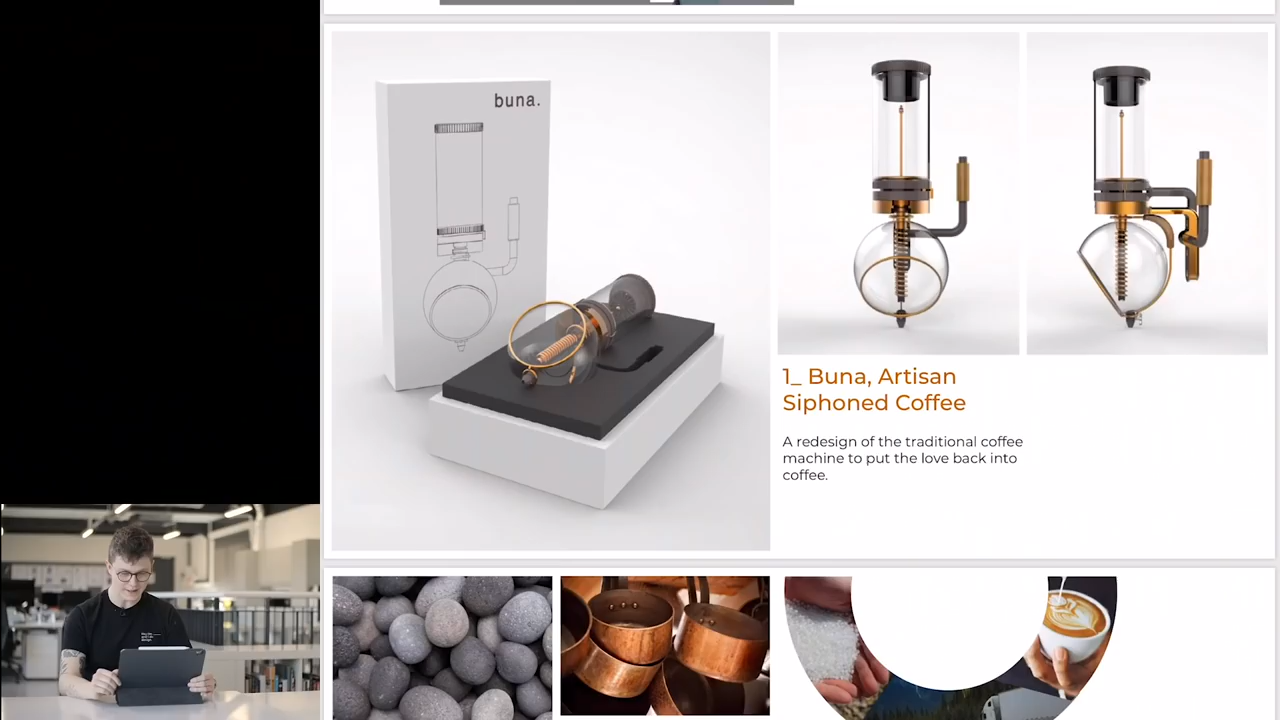 buna.
1_ Buna, Artisan
Siphoned Coffee
A redesign of the traditional coffee
machine to put the love back into
coffee.